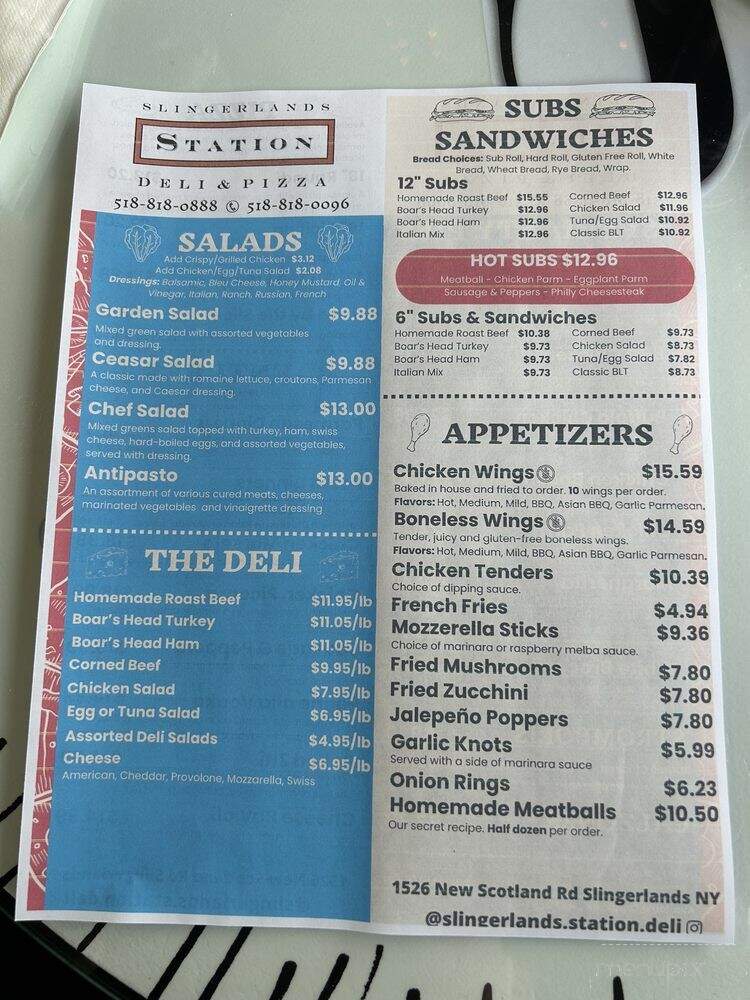 SLINGERLANDS
STATION
DELI & PIZZA
518-818-0888 518-818-0096
SALADS
Add Crispy/Grilled Chicken $3.12
Add Chicken/Egg/Tuna Salad $2.08
Dressings: Balsamic, Bleu Cheese, Honey Mustard, Oil &
Vinegar, Italian, Ranch, Russian, French
Garden Salad $9.88
Mixed green salad with assorted vegetables
and dressing.
Ceasar Salad $9.88
A classic made with romaine lettuce, croutons, Parmesan
cheese, and Caesar dressing.
Chef Salad $13.00
Mixed greens salad topped with turkey, ham, swiss
cheese, hard-boiled eggs, and assorted vegetables,
served with dressing.
Antipasto $13.00
An assortment of various cured meats, cheeses,
marinated vegetables and vinaigrette dressing
THE DELI
Homemade Roast Beef $11.95/lb
Boar's Head Turkey $11.05/lb
Boar's Head Ham $11.05/lb
Corned Beef $9.95/lb
Chicken Salad $7.95/lb
Egg or Tuna Salad $6.95/lb
Assorted Deli Salads $4.95/lb
Cheese $6.95/lb
American, Cheddar, Provolone, Mozzarella, Swiss
SUBS
SANDWICHES
Bread Choices: Sub Roll, Hard Roll, Gluten Free Roll, White
Bread, Wheat Bread, Rye Bread, Wrap.
12" Subs
Homemade Roast Beef $15.55 Corned Beef $12.96
Boar's Head Turkey $12.96 Chicken Salad $11.96
Boar's Head Ham $12.96 Tuna/Egg Salad $10.92
Italian Mix $12.96 Classic BLT $10.92
HOT SUBS $12.96
Meatball - Chicken Parm - Eggplant Parm
Sausage & Peppers - Philly Cheesesteak
6" Subs & Sandwiches
Homemade Roast Beef $10.38 Corned Beef $9.73
Boar's Head Turkey $9.73 Chicken Salad $8.73
Boar's Head Ham $9.73 Tuna/Egg Salad $7.82
Italian Mix $9.73 Classic BLT $8.73
APPETIZERS
Chicken Wings $15.59
Baked in house and fried to order. 10 wings per order.
Flavors: Hot, Medium, Mild, BBQ, Asian BBQ, Garlic Parmesan.
Boneless Wings $14.59
Tender, juicy and gluten-free boneless wings.
Flavors: Hot, Medium, Mild, BBQ, Asian BBQ, Garlic Parmesan.
Chicken Tenders $10.39
Choice of dipping sauce.
French Fries $4.94
Mozzerella Sticks $9.36
Choice of marinara or raspberry melba sauce.
Fried Mushrooms $7.80
Fried Zucchini $7.80
Jalepeño Poppers $7.80
Garlic Knots $5.99
Served with a side of marinara sauce
Onion Rings $6.23
Homemade Meatballs $10.50
Our secret recipe. Half dozen per order.
1526 New Scotland Rd Slingerlands NY
@slingerlands.station.deli